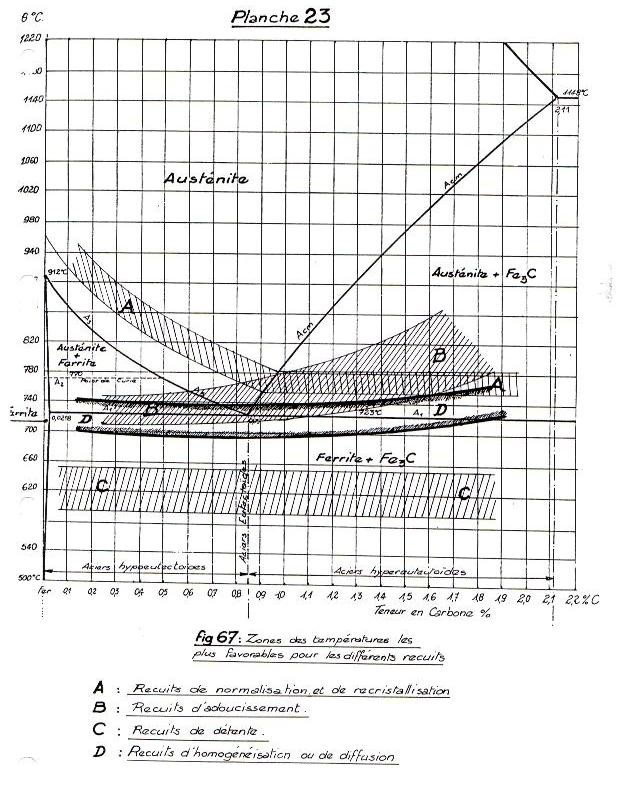 θ°C.
Planche 23
1220
1140
1148°C
2,11
1100
1060
Austénite
1020
Acm
980
940
Austénite + Fe₃C
912°C
A
A₃
Acm
820
Austénite
+
Ferrite
B
780
770
A₂
Point de Curie
A
740
A₁
B
723°C
A₁
D
0,0218
D
700
660
Ferrite + Fe₃C
620
C
C
Aciers Eutectoïdes
540
Aciers hypoeutectoïdes
Aciers hypereutectoïdes
500°C
Fer 0,1 0,2 0,3 0,4 0,5 0,6 0,7 0,8 0,9 1,0 1,1 1,2 1,3 1,4 1,5 1,6 1,7 1,8 1,9 2,0 2,1 2,2 % C
Teneur en Carbone %
fig 67 : Zones des températures les
plus favorables pour les différents recuits
A : Recuits de normalisation et de recristallisation
B : Recuits d'adoucissement.
C : Recuits de détente.
D : Recuits d'homogénéisation ou de diffusion